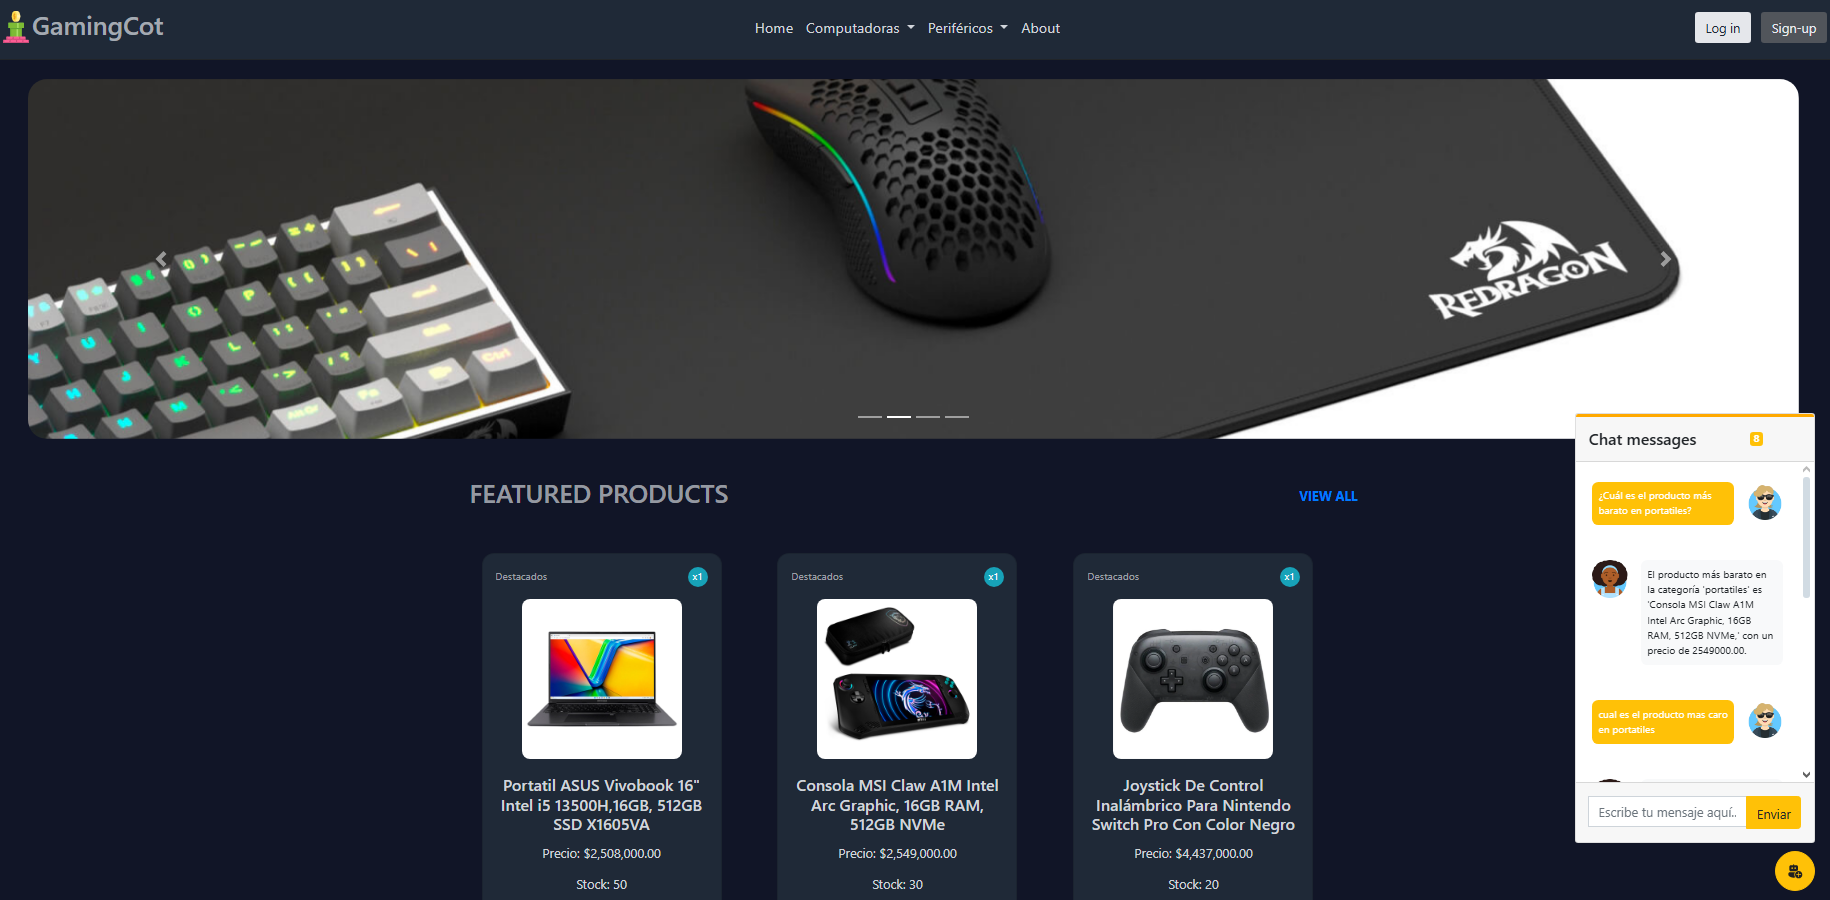 GamingCot
Home
Computadoras
Periféricos
About
Log in
Sign-up
REDRAGON
FEATURED PRODUCTS
VIEW ALL
Destacados
x1
Portatil ASUS Vivobook 16"
Intel i5 13500H,16GB, 512GB
SSD X1605VA
Precio: $2,508,000.00
Stock: 50
Destacados
x1
Consola MSI Claw A1M Intel
Arc Graphic, 16GB RAM,
512GB NVMe
Precio: $2,549,000.00
Stock: 30
Destacados
x1
Joystick De Control
Inalámbrico Para Nintendo
Switch Pro Con Color Negro
Precio: $4,437,000.00
Stock: 20
Chat messages
8
¿Cuál es el producto más
barato en portatiles?
El producto más barato en
la categoría 'portatiles' es
'Consola MSI Claw A1M
Intel Arc Graphic, 16GB
RAM, 512GB NVMe,' con un
precio de 2549000.00.
cual es el producto mas caro
en portatiles
Escribe tu mensaje aquí..
Enviar